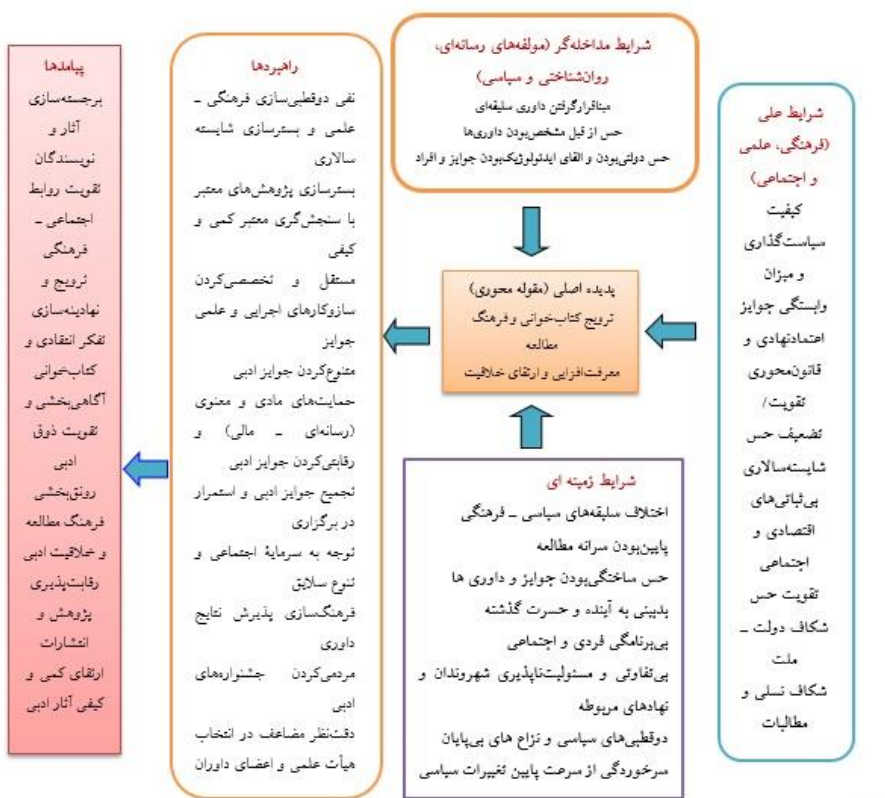 شرایط علی
(فرهنگی، علمی
و اجتماعی)
کیفیت
سیاست‌گذاری
و میزان
وابستگی جوایز
اعتمادنهادی و
قانون‌محوری
تقویت/
تضعیف حس
شایسته‌سالاری
بی‌ثباتی‌های
اقتصادی و
اجتماعی
تقویت حس
شکاف دولت ـ
ملت
شکاف نسلی و
مطالبات
شرایط مداخله‌گر (مولفه‌های رسانه‌ای،
روان‌شناختی و سیاسی)
مبناقرارگرفتن داوری سلیقه‌ای
حس از قبل مشخص‌بودن داوری‌ها
حس دولتی‌بودن و القای ایدئولوژیک‌بودن جوایز و افراد
پدیده اصلی (مقوله محوری)
ترویج کتاب‌خوانی و فرهنگ
مطالعه
معرفت‌افزایی و ارتقای خلاقیت
شرایط زمینه ای
اختلاف سلیقه‌های سیاسی ـ فرهنگی
پایین‌بودن سرانه مطالعه
حس ساختگی‌بودن جوایز و داوری ها
بدبینی به آینده و حسرت گذشته
بی‌برنامگی فردی و اجتماعی
بی‌تفاوتی و مسئولیت‌ناپذیری شهروندان و
نهادهای مربوطه
دوقطبی‌های سیاسی و نزاع های بی‌پایان
سرخوردگی از سرعت پایین تغییرات سیاسی
راهبردها
نفی دوقطبی‌سازی فرهنگی ـ
علمی و بسترسازی شایسته
سالاری
بسترسازی پژوهش‌های معتبر
با سنجش‌گری معتبر کمی و
کیفی
مستقل و تخصصی‌کردن
سازوکارهای اجرایی و علمی
جوایز
متنوع‌کردن جوایز ادبی
حمایت‌های مادی و معنوی
(رسانه‌ای ـ مالی) و
رقابتی‌کردن جوایز ادبی
تجمیع جوایز ادبی و استمرار
در برگزاری
توجه به سرمایهٔ اجتماعی و
تنوع سلایق
فرهنگ‌سازی پذیرش نتایج
داوری
مردمی‌کردن جشنواره‌های
ادبی
دقت‌نظر مضاعف در انتخاب
هیأت علمی و اعضای داوران
پیامدها
برجسته‌سازی
آثار و
نویسندگان
تقویت روابط
اجتماعی ـ
فرهنگی
ترویج و
نهادینه‌سازی
تفکر انتقادی و
کتاب‌خوانی
آگاهی‌بخشی و
تقویت ذوق
ادبی
رونق‌بخشی
فرهنگ مطالعه
و خلاقیت ادبی
رقابت‌پذیری
پژوهش و
انتشارات
ارتقای کمی و
کیفی آثار ادبی